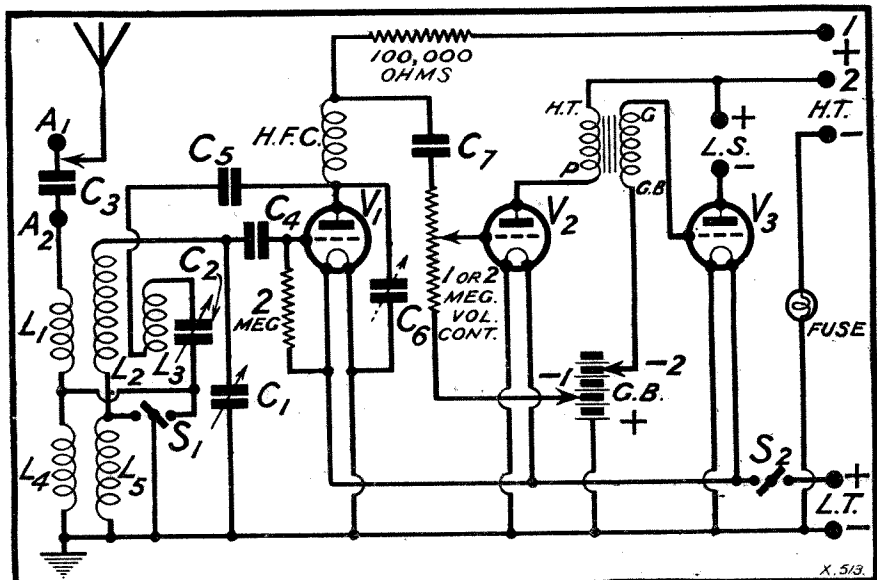 100,000
OHMS
1
+
2
H.T.
−
A1
C3
A2
C5
H.F.C.
C7
H.T.
G
P
G.B
+
L.S.
−
V1
V2
V3
C4
C2
2
MEG
C6
1 OR 2
MEG.
VOL.
CONT.
FUSE
L1
L2
L3
C1
−1
−2
G.B.
+
S1
L4
L5
S2
+
L.T.
−
X.513.